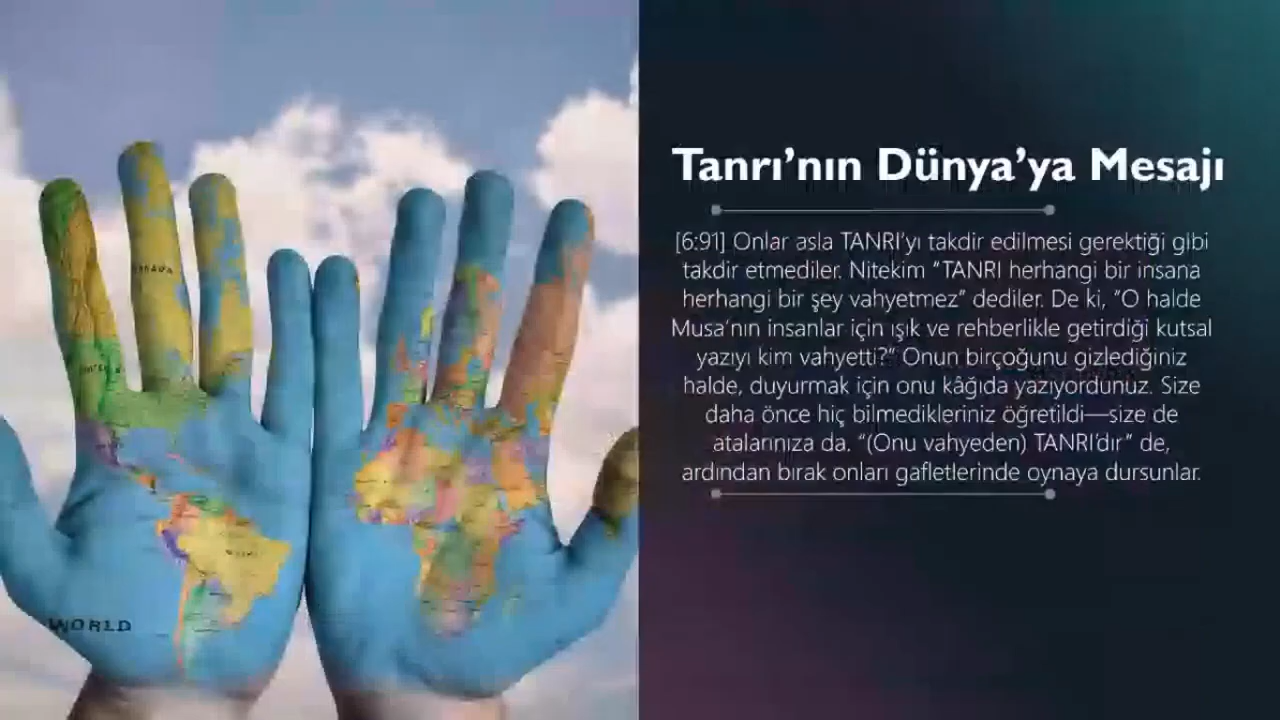 Tanrı'nın Dünya'ya Mesajı
[6:91] Onlar asla TANRI'yı takdir edilmesi gerektiği gibi
takdir etmediler. Nitekim "TANRI herhangi bir insana
herhangi bir şey vahyetmez" dediler. De ki, "O halde
Musa'nın insanlar için ışık ve rehberlikle getirdiği kutsal
yazıyı kim vahyetti?" Onun birçoğunu gizlediğiniz
halde, duyurmak için onu kâğıda yazıyordunuz. Size
daha önce hiç bilmedikleriniz öğretildi—size de
atalarınıza da. "(Onu vahyeden) TANRI'dır" de,
ardından bırak onları gafletlerinde oynaya dursunlar.
WORLD